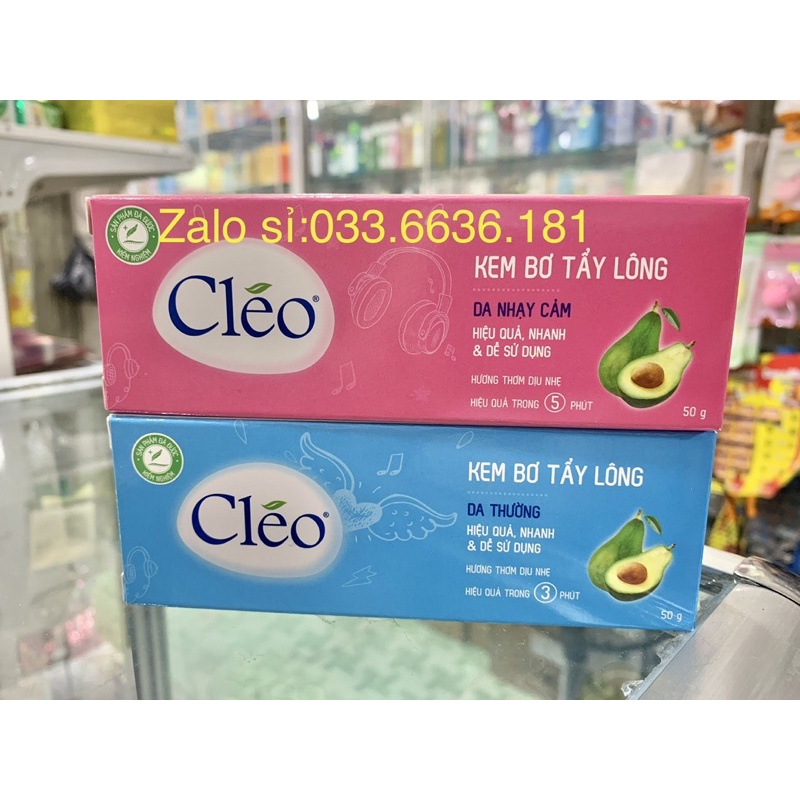 Zalo sỉ:033.6636.181
SẢN PHẨM ĐÃ ĐƯỢC
KIỂM NGHIỆM
Cléo®
KEM BƠ TẨY LÔNG
DA NHẠY CẢM
HIỆU QUẢ, NHANH
& DỄ SỬ DỤNG
HƯƠNG THƠM DỊU NHẸ
HIỆU QUẢ TRONG 5 PHÚT
50 g
SẢN PHẨM ĐÃ ĐƯỢC
KIỂM NGHIỆM
Cléo®
KEM BƠ TẨY LÔNG
DA THƯỜNG
HIỆU QUẢ, NHANH
& DỄ SỬ DỤNG
HƯƠNG THƠM DỊU NHẸ
HIỆU QUẢ TRONG 3 PHÚT
50 g